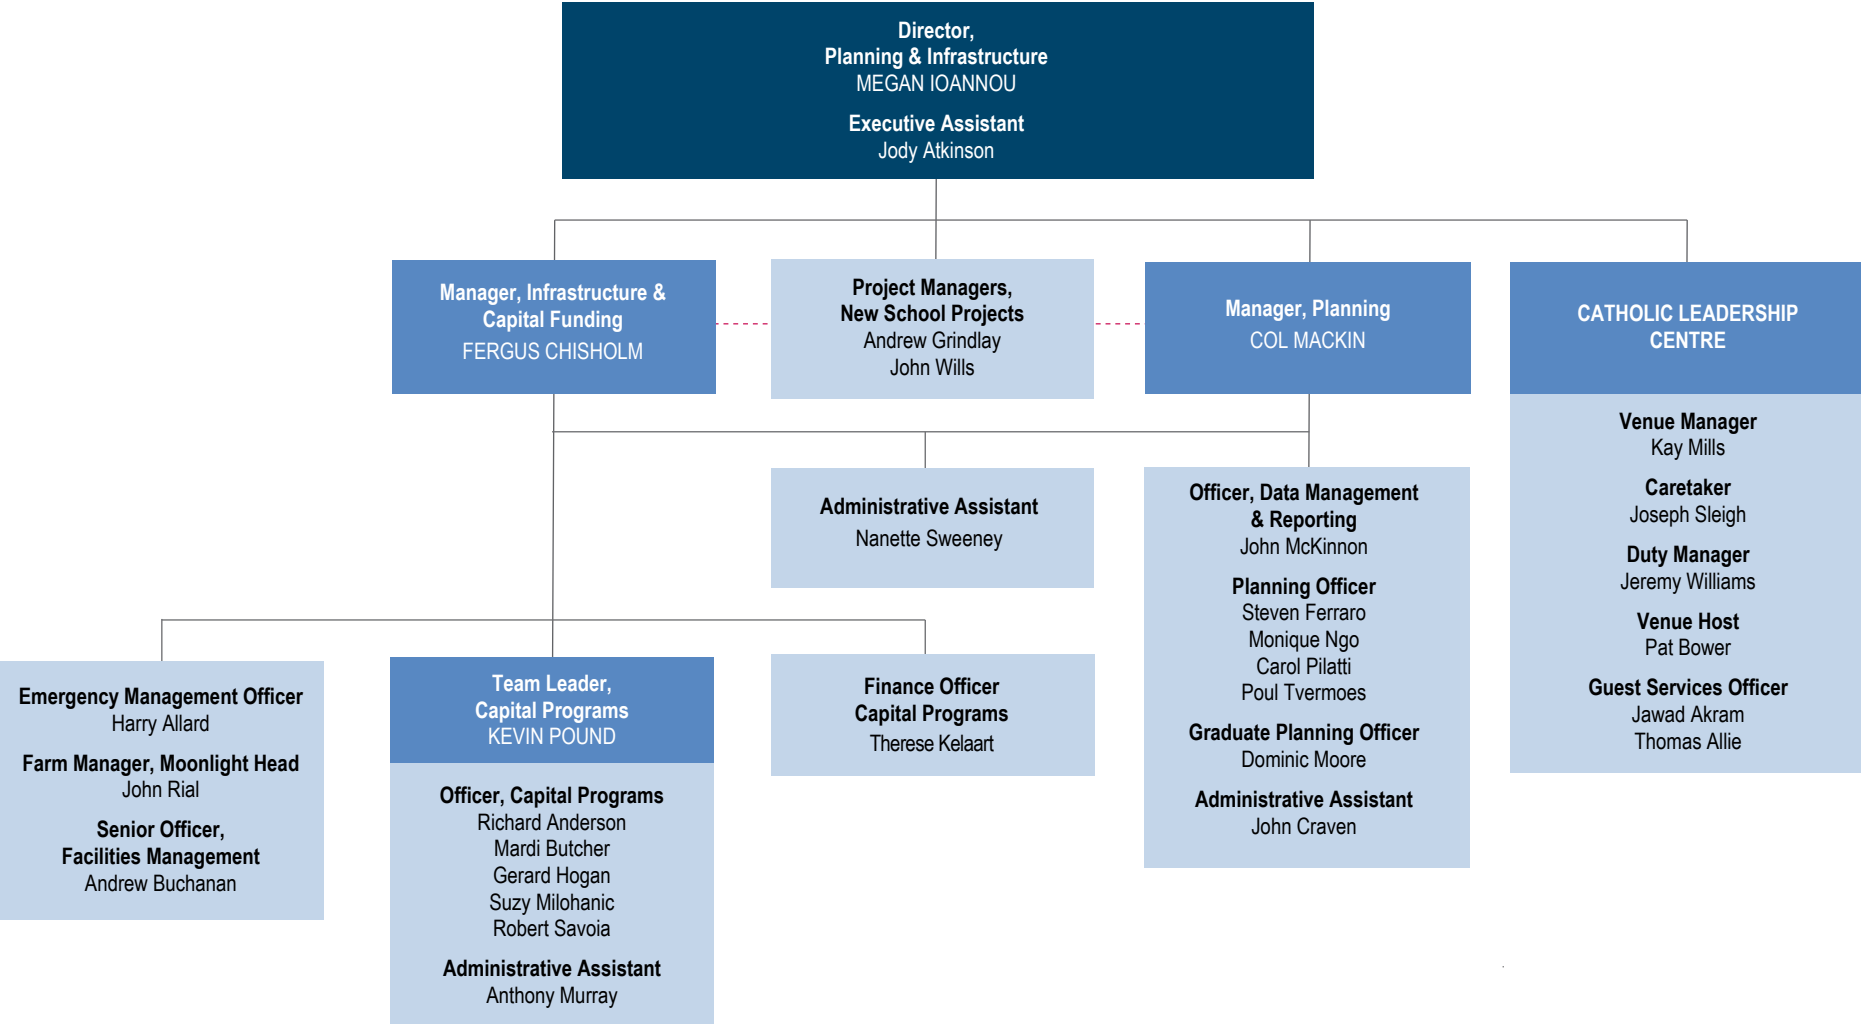 Director,
Planning & Infrastructure
MEGAN IOANNOU
Executive Assistant
Jody Atkinson
Manager, Infrastructure &
Capital Funding
FERGUS CHISHOLM
Project Managers,
New School Projects
Andrew Grindlay
John Wills
Manager, Planning
COL MACKIN
CATHOLIC LEADERSHIP
CENTRE
Venue Manager
Kay Mills
Caretaker
Joseph Sleigh
Duty Manager
Jeremy Williams
Venue Host
Pat Bower
Guest Services Officer
Jawad Akram
Thomas Allie
Administrative Assistant
Nanette Sweeney
Officer, Data Management
& Reporting
John McKinnon
Planning Officer
Steven Ferraro
Monique Ngo
Carol Pilatti
Poul Tvermoes
Graduate Planning Officer
Dominic Moore
Administrative Assistant
John Craven
Emergency Management Officer
Harry Allard
Farm Manager, Moonlight Head
John Rial
Senior Officer,
Facilities Management
Andrew Buchanan
Team Leader,
Capital Programs
KEVIN POUND
Officer, Capital Programs
Richard Anderson
Mardi Butcher
Gerard Hogan
Suzy Milohanic
Robert Savoia
Administrative Assistant
Anthony Murray
Finance Officer
Capital Programs
Therese Kelaart